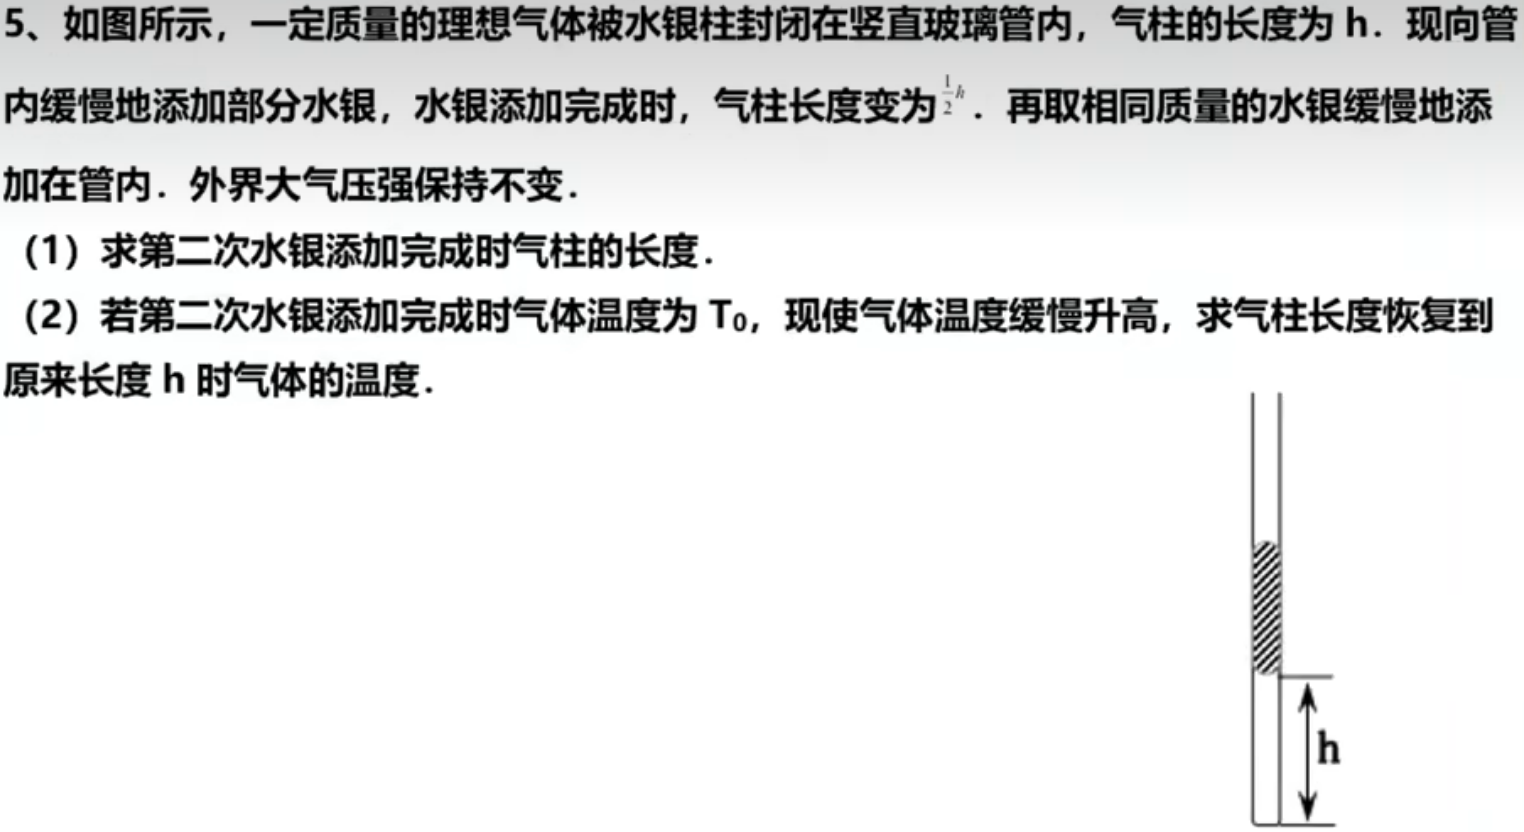 5、如图所示，一定质量的理想气体被水银柱封闭在竖直玻璃管内，气柱的长度为 h．现向管
内缓慢地添加部分水银，水银添加完成时，气柱长度变为 $\frac{1}{2}h$．再取相同质量的水银缓慢地添
加在管内．外界大气压强保持不变．
（1）求第二次水银添加完成时气柱的长度．
（2）若第二次水银添加完成时气体温度为 T₀，现使气体温度缓慢升高，求气柱长度恢复到
原来长度 h 时气体的温度．
h